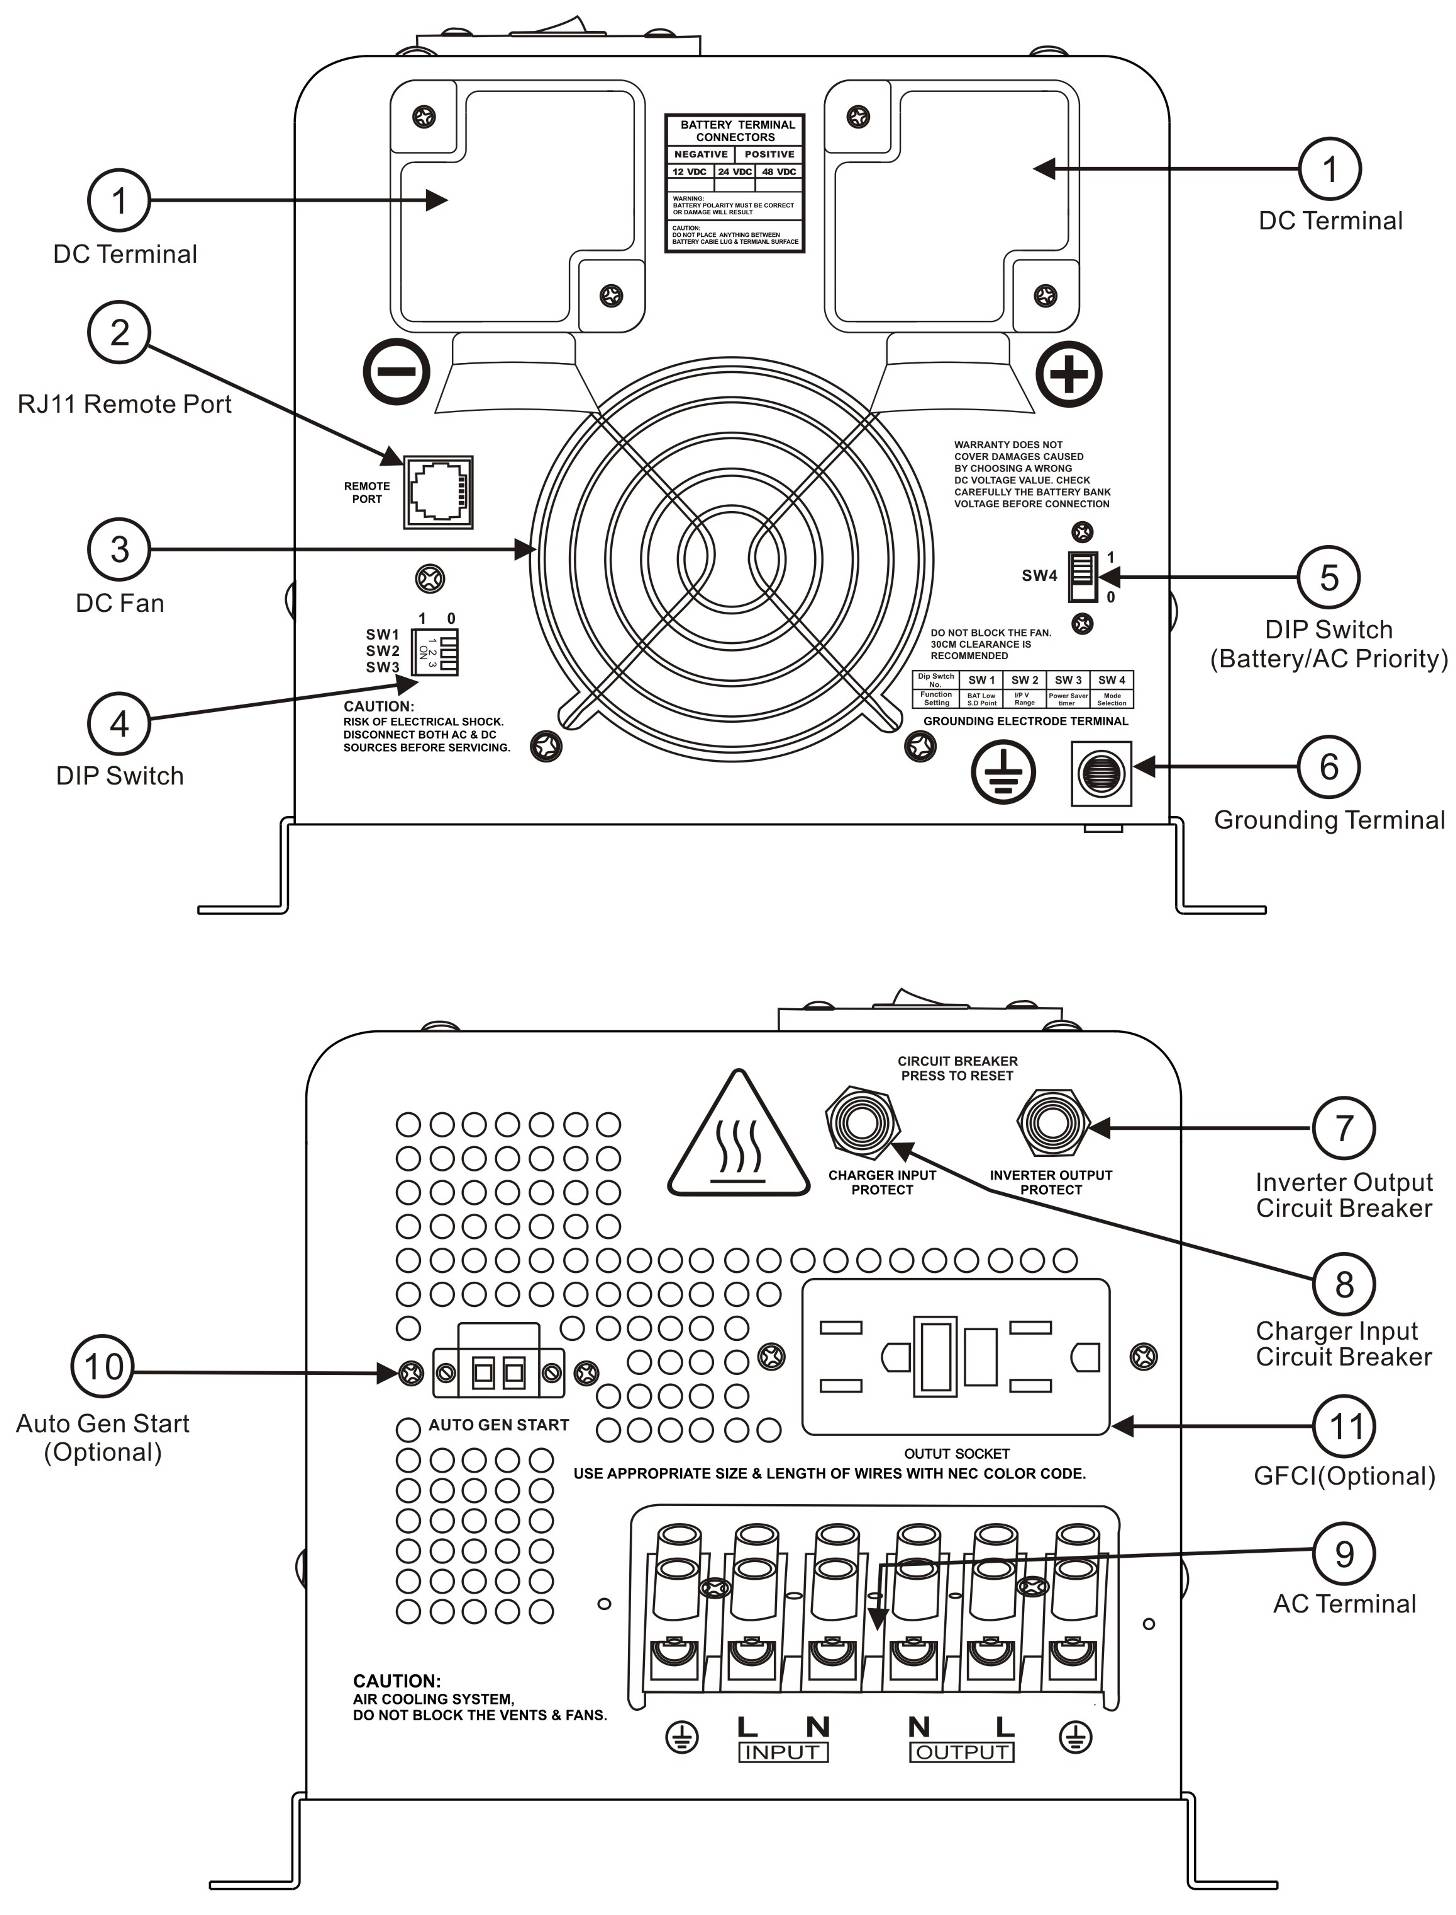 BATTERY TERMINAL
CONNECTORS
NEGATIVE POSITIVE
12 VDC 24 VDC 48 VDC
WARNING:
BATTERY POLARITY MUST BE CORRECT
OR DAMAGE WILL RESULT
CAUTION:
DO NOT PLACE ANYTHING BETWEEN
BATTERY CABIE LUG & TERMIANL SURFACE
1
DC Terminal
1
DC Terminal
2
RJ11 Remote Port
REMOTE
PORT
WARRANTY DOES NOT
COVER DAMAGES CAUSED
BY CHOOSING A WRONG
DC VOLTAGE VALUE. CHECK
CAREFULLY THE BATTERY BANK
VOLTAGE BEFORE CONNECTION
3
DC Fan
SW4
1
0
5
DIP Switch
(Battery/AC Priority)
1 0
SW1
SW2
SW3
1 2 3
ON
4
DIP Switch
CAUTION:
RISK OF ELECTRICAL SHOCK.
DISCONNECT BOTH AC & DC
SOURCES BEFORE SERVICING.
DO NOT BLOCK THE FAN.
30CM CLEARANCE IS
RECOMMENDED
Dip Swtch No. SW 1 SW 2 SW 3 SW 4
Function Setting BAT Low S.D Point I/P V Range Power Saver timer Mode Selection
GROUNDING ELECTRODE TERMINAL
6
Grounding Terminal
CIRCUIT BREAKER
PRESS TO RESET
CHARGER INPUT
PROTECT
INVERTER OUTPUT
PROTECT
7
Inverter Output
Circuit Breaker
8
Charger Input
Circuit Breaker
10
Auto Gen Start
(Optional)
AUTO GEN START
11
GFCI(Optional)
OUTUT SOCKET
USE APPROPRIATE SIZE & LENGTH OF WIRES WITH NEC COLOR CODE.
9
AC Terminal
CAUTION:
AIR COOLING SYSTEM,
DO NOT BLOCK THE VENTS & FANS.
L N N L
INPUT OUTPUT